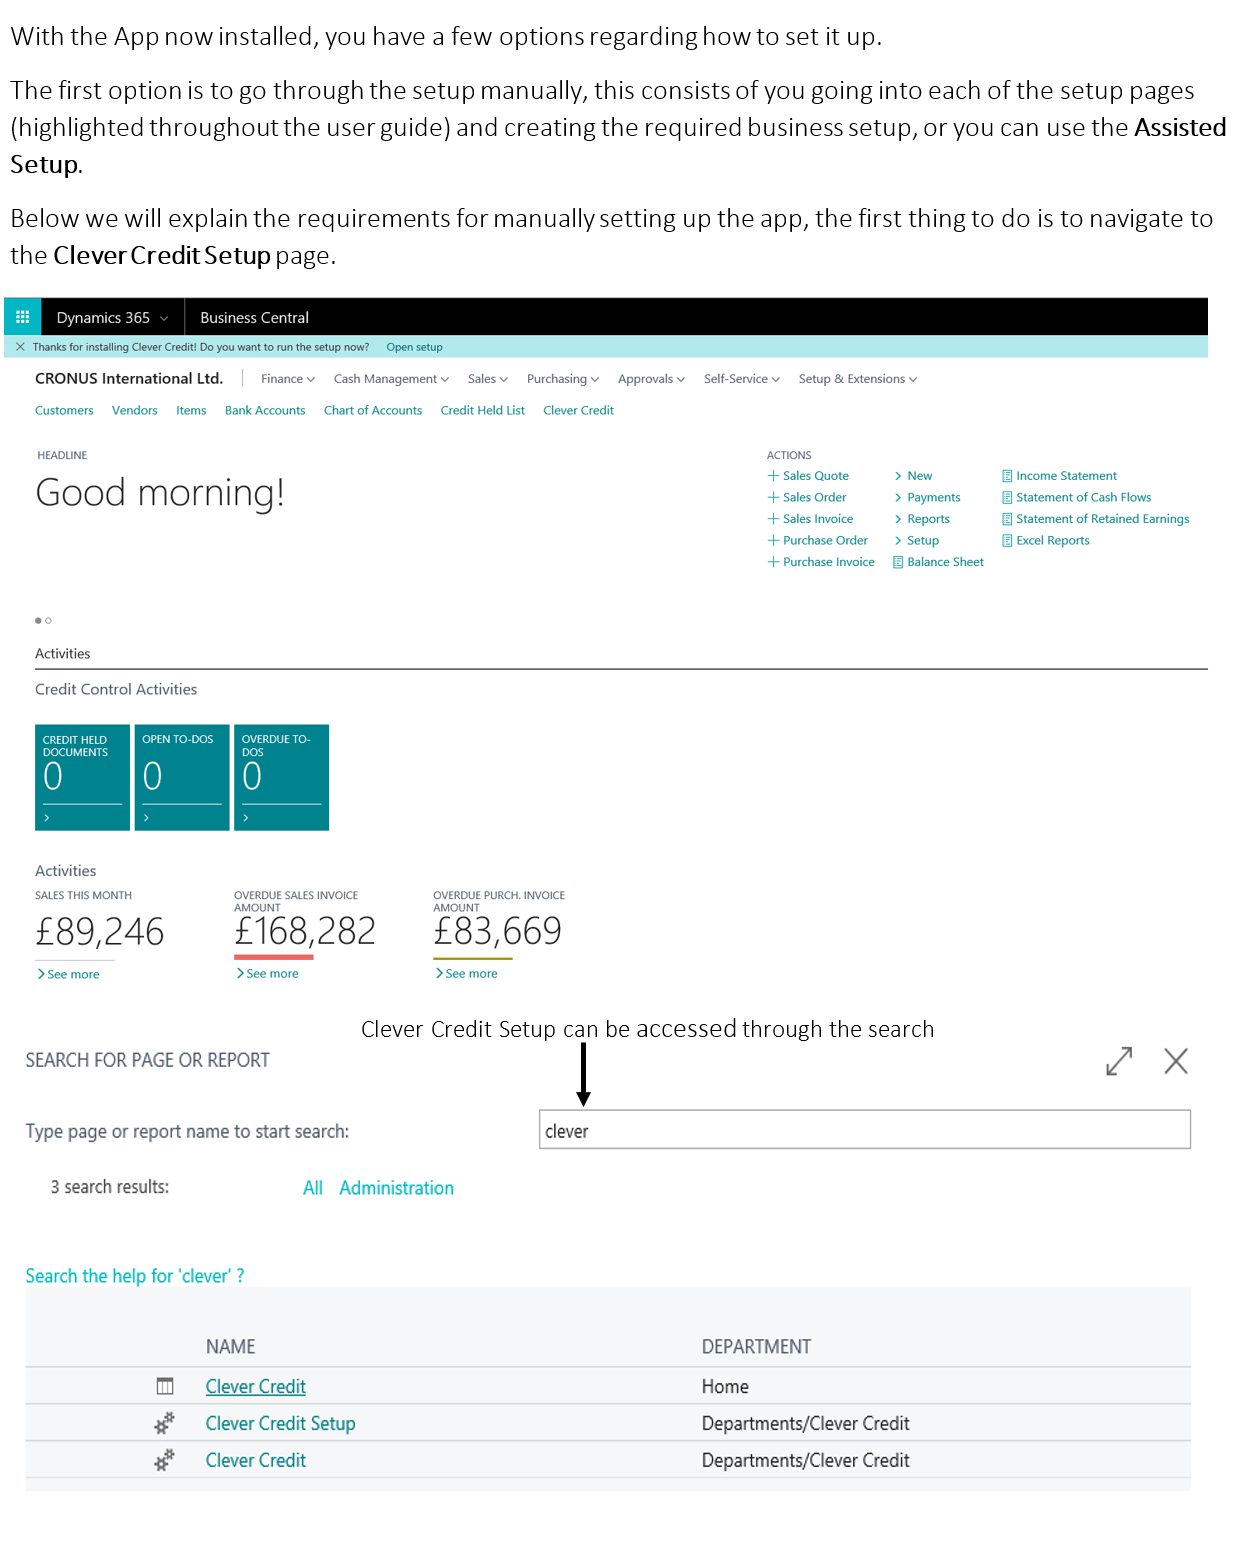 With the App now installed, you have a few options regarding how to set it up.
The first option is to go through the setup manually, this consists of you going into each of the setup pages
(highlighted throughout the user guide) and creating the required business setup, or you can use the Assisted
Setup.
Below we will explain the requirements for manually setting up the app, the first thing to do is to navigate to
the Clever Credit Setup page.
Dynamics 365 Business Central
Thanks for installing Clever Credit! Do you want to run the setup now? Open setup
CRONUS International Ltd. Finance Cash Management Sales Purchasing Approvals Self-Service Setup & Extensions
Customers Vendors Items Bank Accounts Chart of Accounts Credit Held List Clever Credit
HEADLINE
Good morning!
ACTIONS
+ Sales Quote > New Income Statement
+ Sales Order > Payments Statement of Cash Flows
+ Sales Invoice > Reports Statement of Retained Earnings
+ Purchase Order > Setup Excel Reports
+ Purchase Invoice Balance Sheet
Activities
Credit Control Activities
CREDIT HELD
DOCUMENTS
0
OPEN TO-DOS
0
OVERDUE TO-
DOS
0
Activities
SALES THIS MONTH
£89,246
> See more
OVERDUE SALES INVOICE
AMOUNT
£168,282
> See more
OVERDUE PURCH. INVOICE
AMOUNT
£83,669
> See more
Clever Credit Setup can be accessed through the search
SEARCH FOR PAGE OR REPORT
Type page or report name to start search: clever
3 search results: All Administration
Search the help for 'clever' ?
NAME DEPARTMENT
Clever Credit Home
Clever Credit Setup Departments/Clever Credit
Clever Credit Departments/Clever Credit